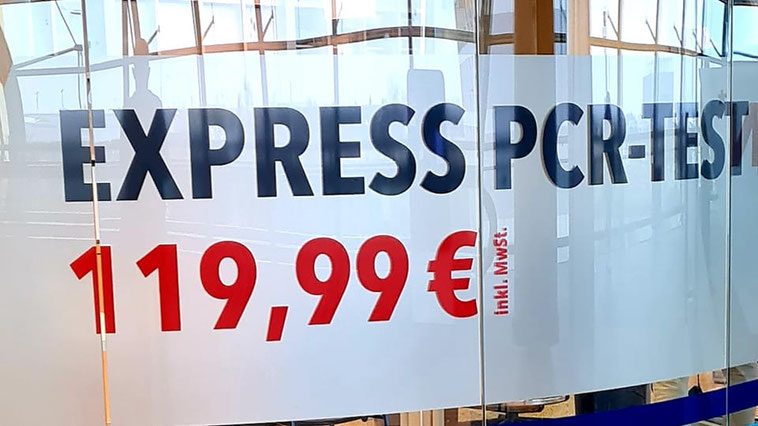 EXPRESS PCR-TEST
119,99 €
inkl. MwSt.